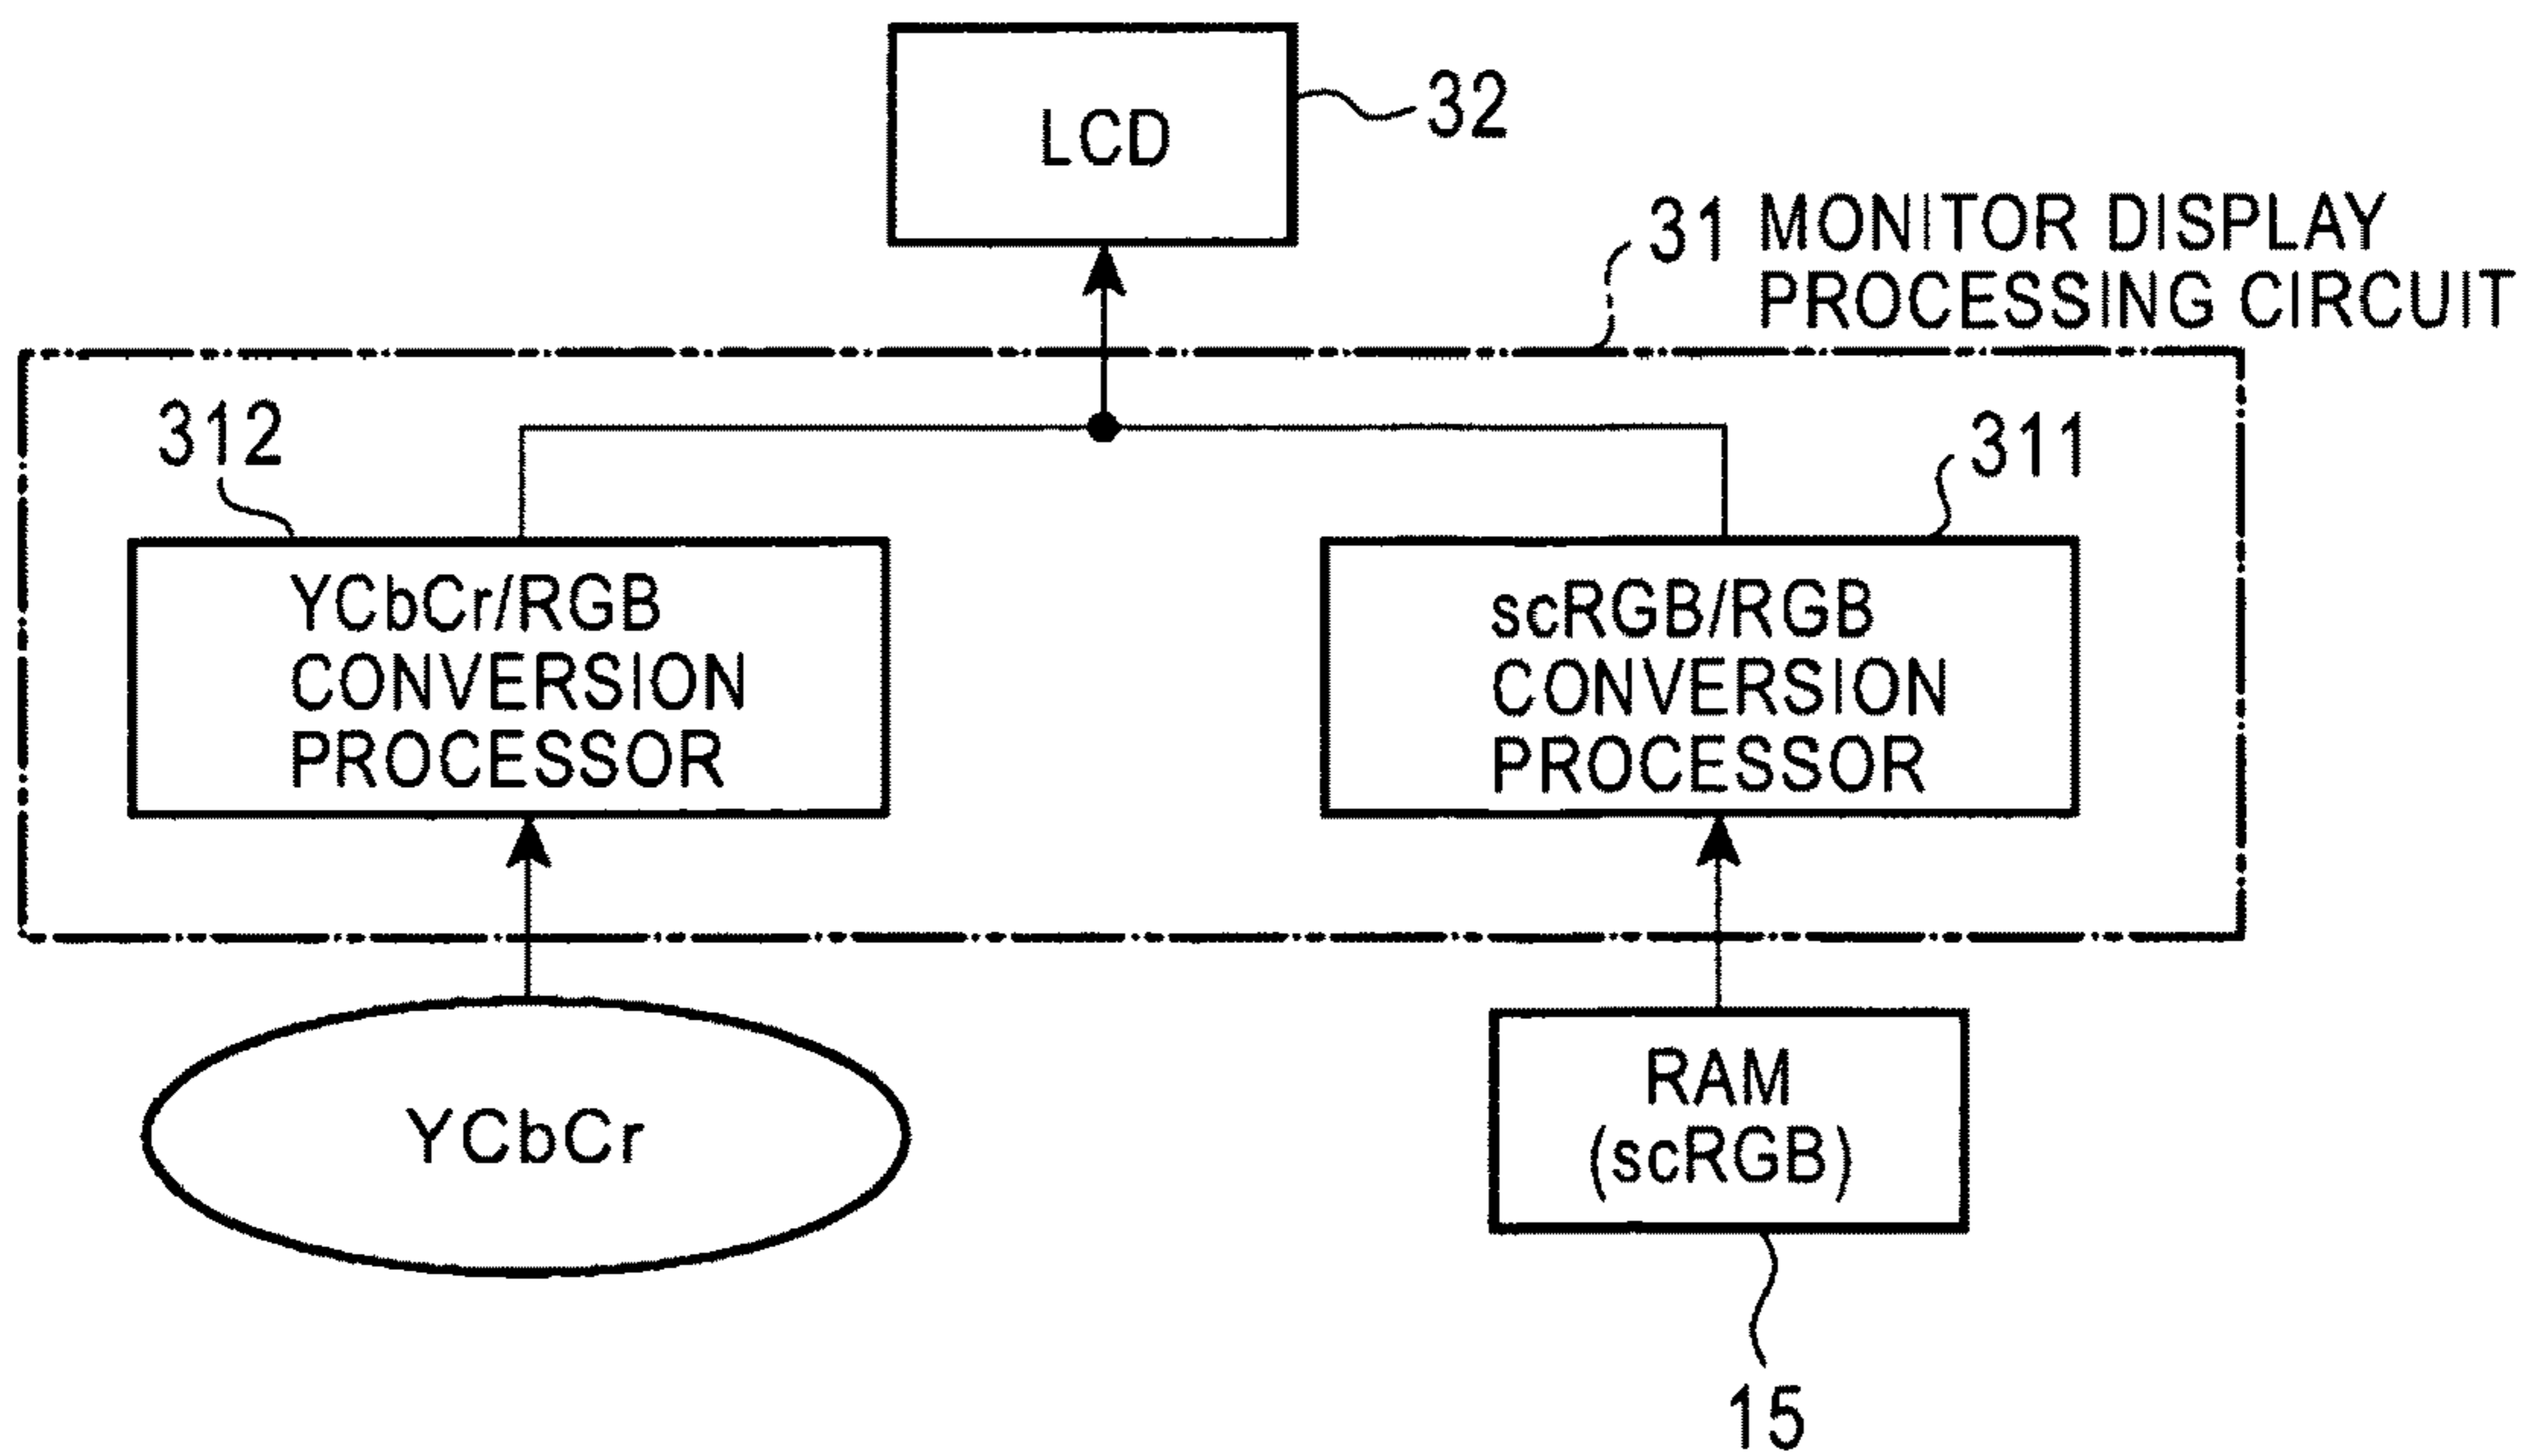 LCD
32
31 MONITOR DISPLAY
PROCESSING CIRCUIT
312
311
YCbCr/RGB
CONVERSION
PROCESSOR
scRGB/RGB
CONVERSION
PROCESSOR
YCbCr
RAM
(scRGB)
15